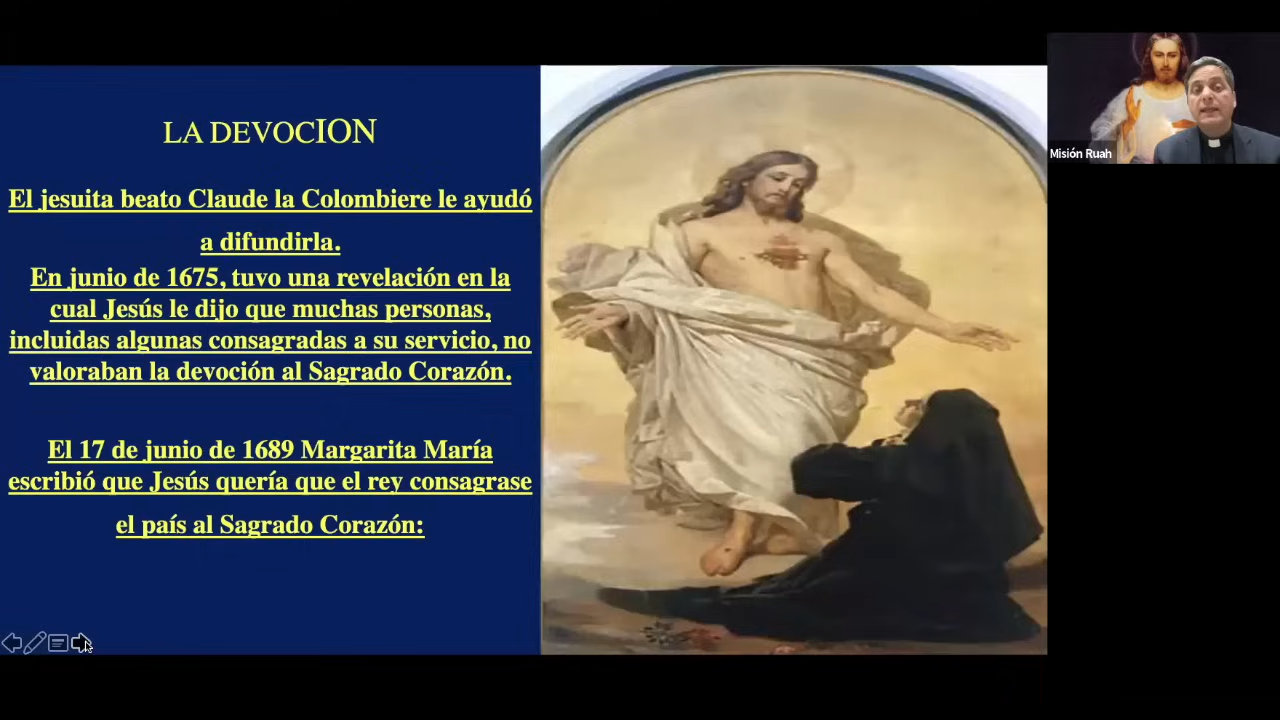 LA DEVOCION
El jesuita beato Claude la Colombiere le ayudó
a difundirla.
En junio de 1675, tuvo una revelación en la
cual Jesús le dijo que muchas personas,
incluidas algunas consagradas a su servicio, no
valoraban la devoción al Sagrado Corazón.
El 17 de junio de 1689 Margarita María
escribió que Jesús quería que el rey consagrase
el país al Sagrado Corazón:
Misión Ruah